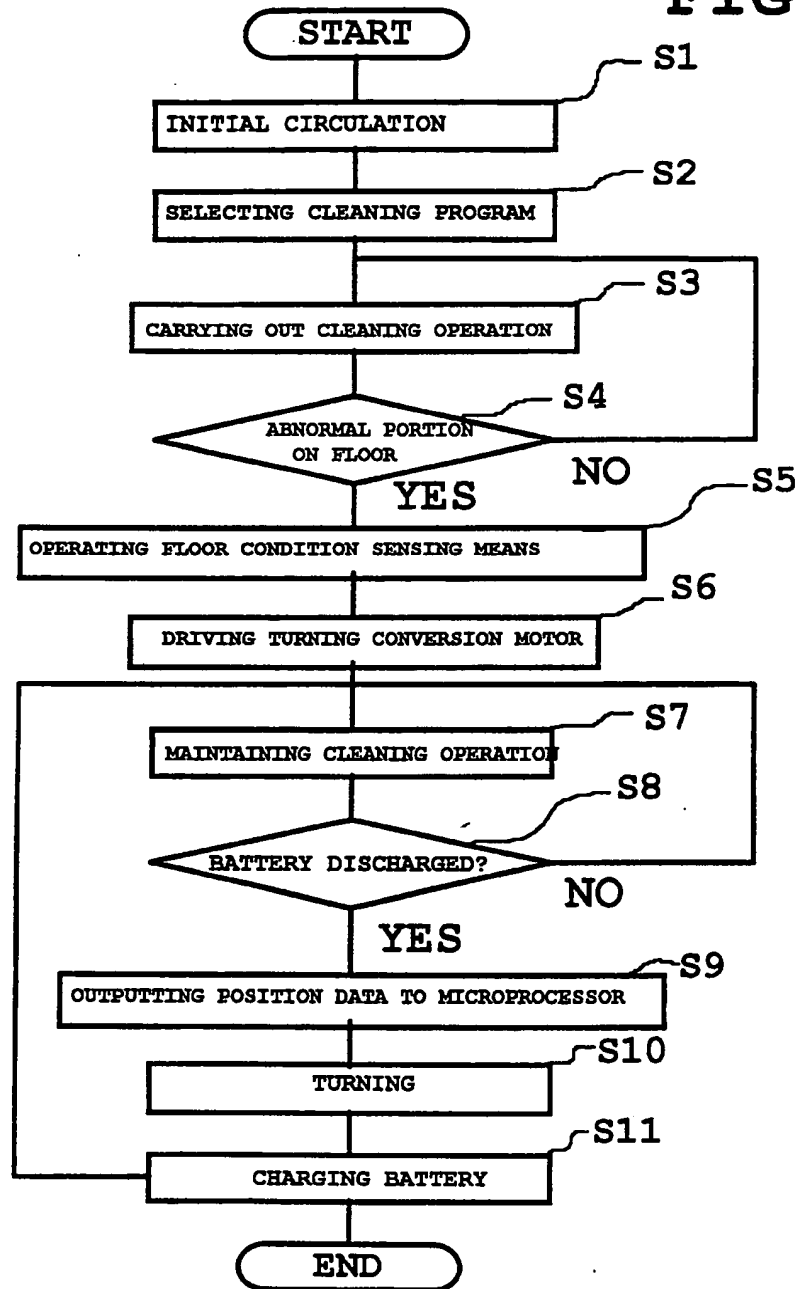 FIG
START
S1
INITIAL CIRCULATION
S2
SELECTING CLEANING PROGRAM
S3
CARRYING OUT CLEANING OPERATION
S4
ABNORMAL PORTION
ON FLOOR
NO
YES
S5
OPERATING FLOOR CONDITION SENSING MEANS
S6
DRIVING TURNING CONVERSION MOTOR
S7
MAINTAINING CLEANING OPERATION
S8
BATTERY DISCHARGED?
NO
YES
S9
OUTPUTTING POSITION DATA TO MICROPROCESSOR
S10
TURNING
S11
CHARGING BATTERY
END